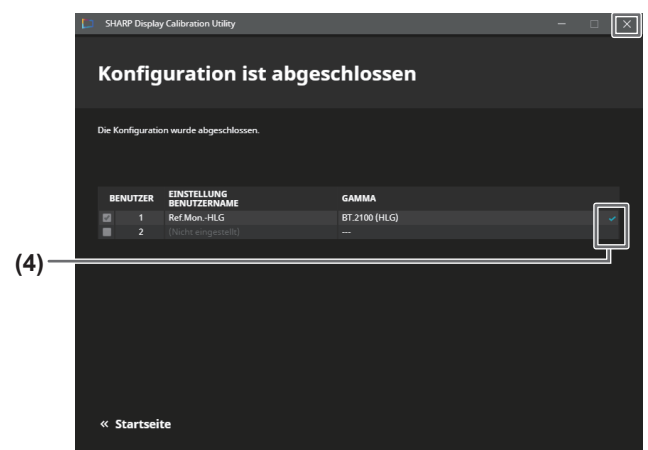 SHARP Display Calibration Utility
Konfiguration ist abgeschlossen
Die Konfiguration wurde abgeschlossen.
BENUTZER EINSTELLUNG BENUTZERNAME GAMMA
1 Ref.Mon.-HLG BT.2100 (HLG)
2 (Nicht eingestellt) ---
(4)
« Startseite